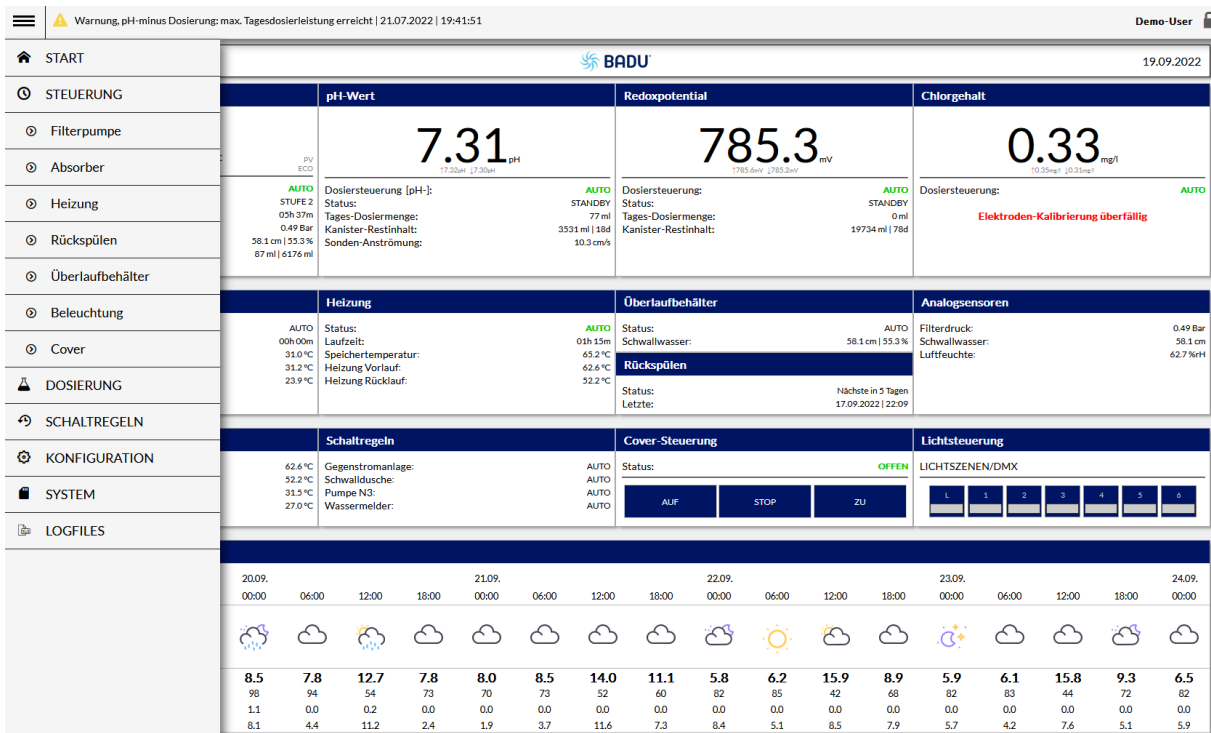 Warnung, pH-minus Dosierung: max. Tagesdosierleistung erreicht | 21.07.2022 | 19:41:51
Demo-User
START
STEUERUNG
Filterpumpe
Absorber
Heizung
Rückspülen
Überlaufbehälter
Beleuchtung
Cover
DOSIERUNG
SCHALTREGELN
KONFIGURATION
SYSTEM
LOGFILES
BADU
19.09.2022
PV
ECO
AUTO
STUFE 2
05h 37m
0.49 Bar
58.1 cm | 55.3 %
87 ml | 6176 ml
pH-Wert
7.31 pH
↑7.32pH ↓7.30pH
Dosiersteuerung [pH-]: AUTO
Status: STANDBY
Tages-Dosiermenge: 77 ml
Kanister-Restinhalt: 3531 ml | 18d
Sonden-Anströmung: 10.3 cm/s
Redoxpotential
785.3 mV
↑785.6mV ↓785.2mV
Dosiersteuerung: AUTO
Status: STANDBY
Tages-Dosiermenge: 0 ml
Kanister-Restinhalt: 19734 ml | 78d
Chlorgehalt
0.33 mg/l
↑0.35mg/l ↓0.31mg/l
Dosiersteuerung: AUTO
Elektroden-Kalibrierung überfällig
AUTO
00h 00m
31.0 °C
31.2 °C
23.9 °C
Heizung
Status: AUTO
Laufzeit: 01h 15m
Speichertemperatur: 65.2 °C
Heizung Vorlauf: 62.6 °C
Heizung Rücklauf: 52.2 °C
Überlaufbehälter
Status: AUTO
Schwallwasser: 58.1 cm | 55.3 %
Rückspülen
Status: Nächste in 5 Tagen
Letzte: 17.09.2022 | 22:09
Analogsensoren
Filterdruck: 0.49 Bar
Schwallwasser: 58.1 cm
Luftfeuchte: 62.7 %rH
62.6 °C
52.2 °C
31.5 °C
27.0 °C
Schaltregeln
Gegenstromanlage: AUTO
Schwalldusche: AUTO
Pumpe N3: AUTO
Wassermelder: AUTO
Cover-Steuerung
Status: OFFEN
AUF STOP ZU
Lichtsteuerung
LICHTSZENEN/DMX
L 1 2 3 4 5 6
20.09. 21.09. 22.09. 23.09. 24.09.
00:00 06:00 12:00 18:00 00:00 06:00 12:00 18:00 00:00 06:00 12:00 18:00 00:00 06:00 12:00 18:00 00:00
8.5 7.8 12.7 7.8 8.0 8.5 14.0 11.1 5.8 6.2 15.9 8.9 5.9 6.1 15.8 9.3 6.5
98 94 54 73 70 73 52 60 82 85 42 68 82 83 44 72 82
1.1 0.0 0.2 0.0 0.0 0.0 0.0 0.0 0.0 0.0 0.0 0.0 0.0 0.0 0.0 0.0 0.0
8.1 4.4 11.2 2.4 1.9 3.7 11.6 7.3 8.4 5.1 8.5 7.9 5.7 4.2 7.6 5.1 5.9